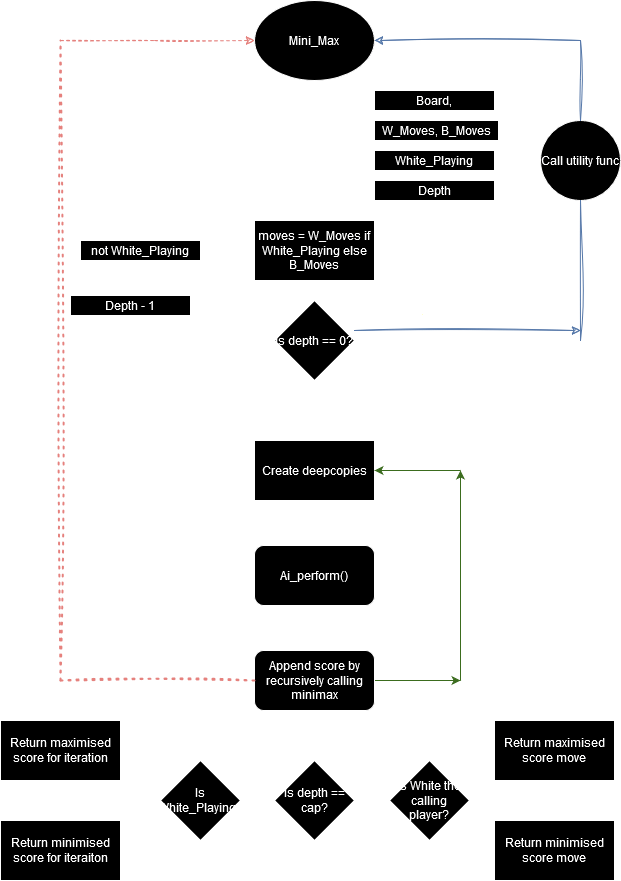 Mini_Max
Board,
W_Moves, B_Moves
White_Playing
Depth
Call utility func
not White_Playing
moves = W_Moves if
White_Playing else
B_Moves
Depth - 1
is depth == 0?
Create deepcopies
Ai_perform()
Append score by
recursively calling
minimax
Return maximised
score for iteration
Return minimised
score for iteraiton
Is
White_Playing
Is depth ==
cap?
Is White the
calling
player?
Return maximised
score move
Return minimised
score move